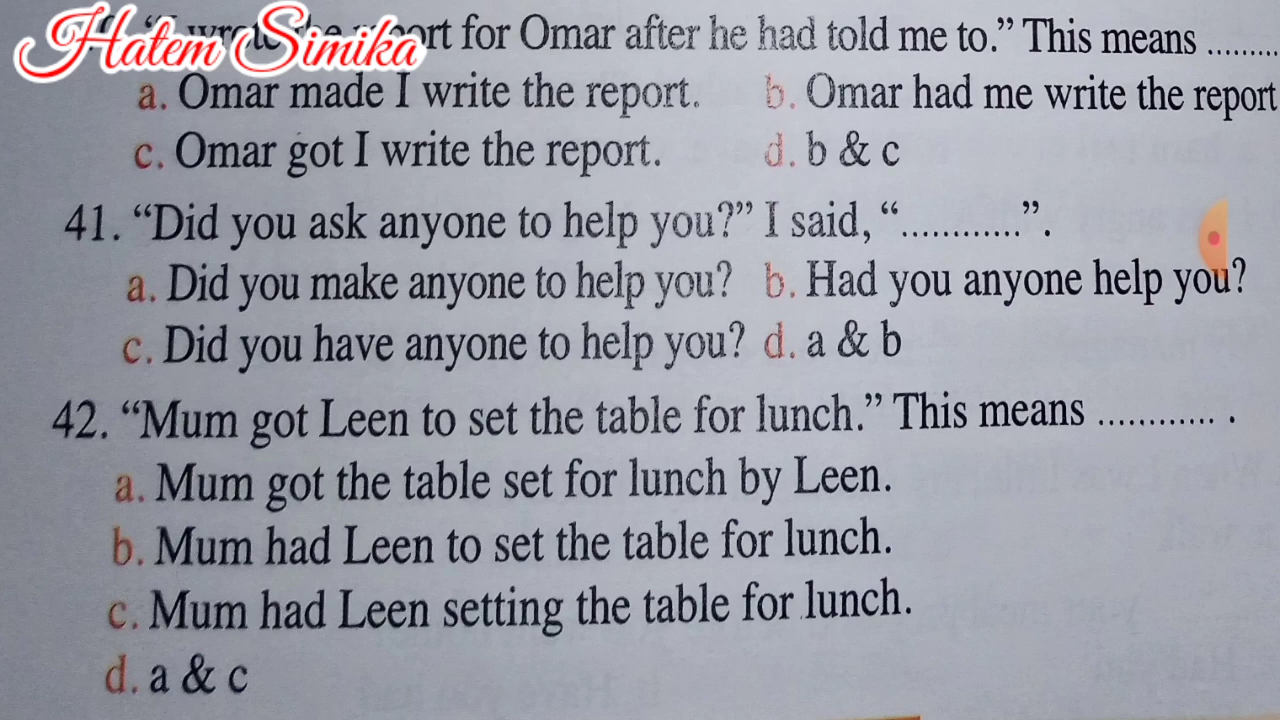 Hatem Simika
"I wrote the report for Omar after he had told me to." This means .........
a. Omar made I write the report. b. Omar had me write the report
c. Omar got I write the report. d. b & c
41. "Did you ask anyone to help you?" I said, "............".
a. Did you make anyone to help you? b. Had you anyone help you?
c. Did you have anyone to help you? d. a & b
42. "Mum got Leen to set the table for lunch." This means ............ .
a. Mum got the table set for lunch by Leen.
b. Mum had Leen to set the table for lunch.
c. Mum had Leen setting the table for lunch.
d. a & c